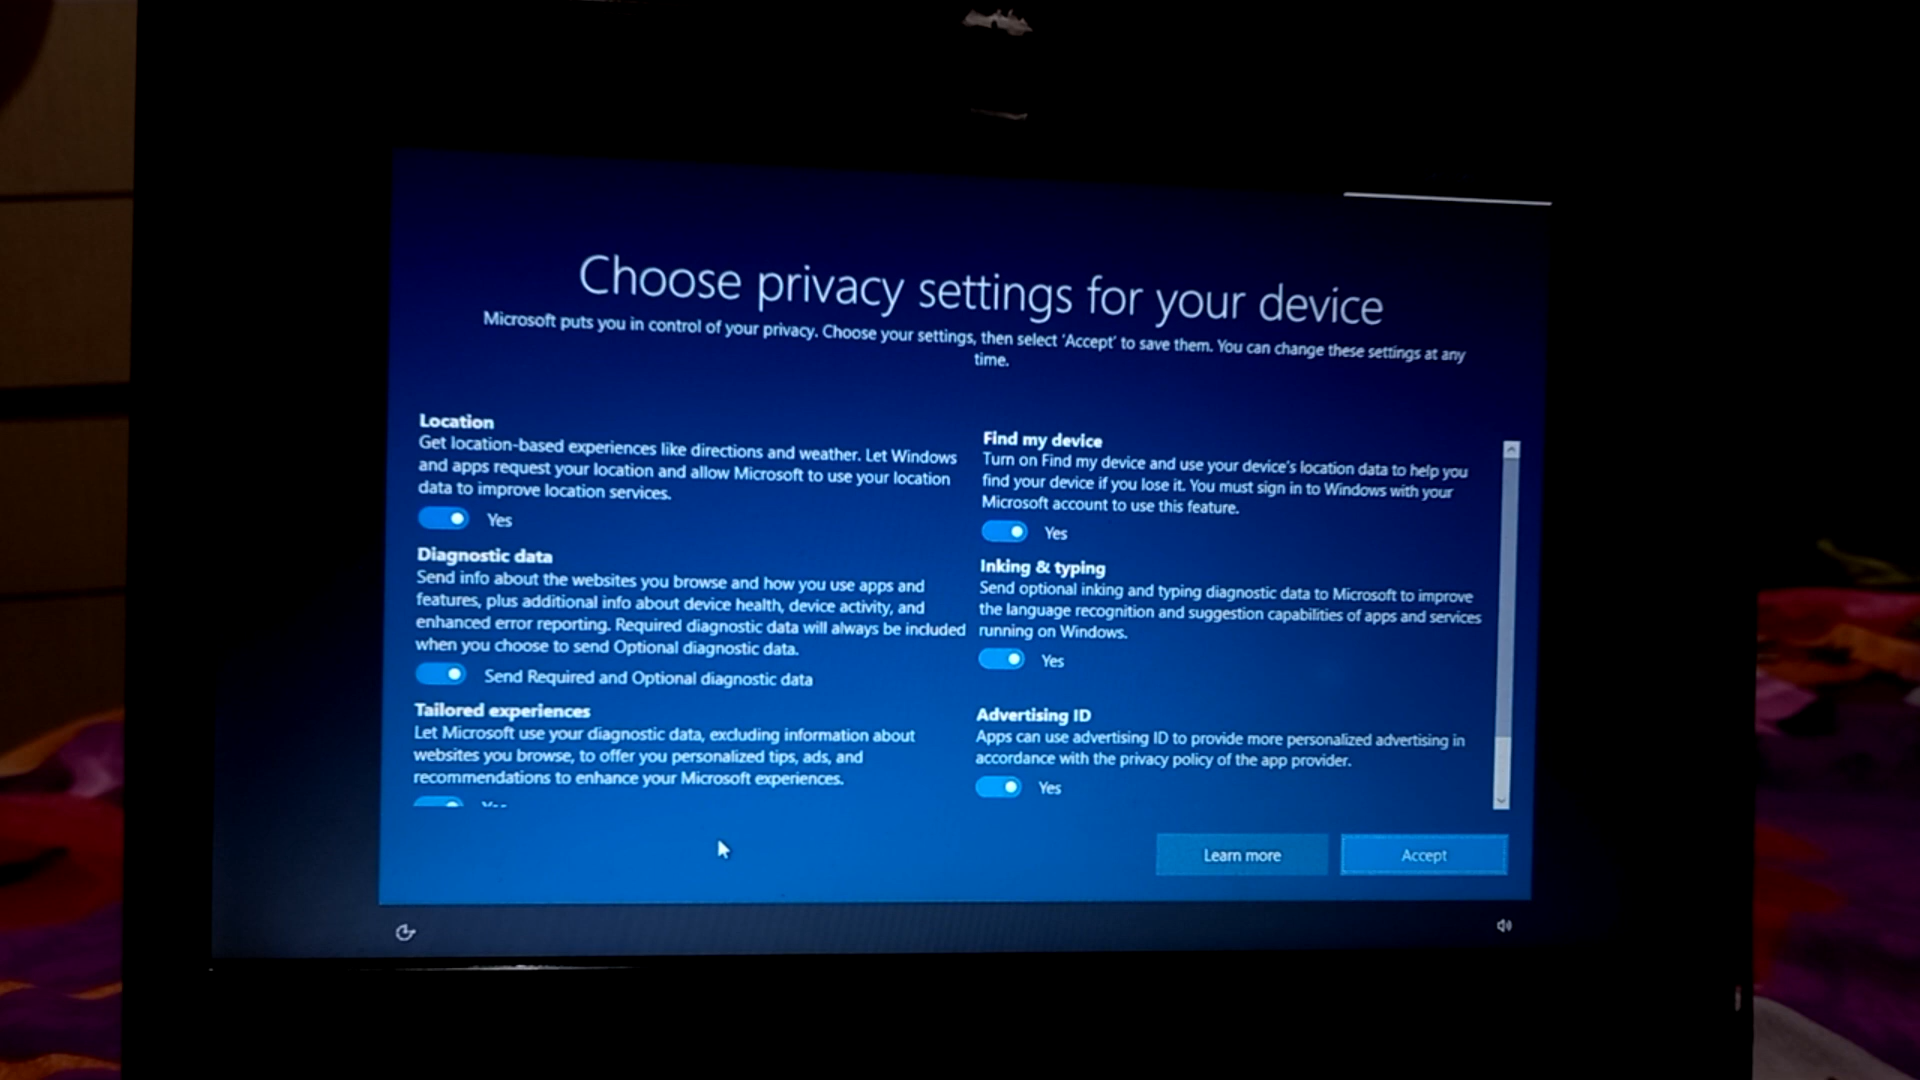 Choose privacy settings for your device
Microsoft puts you in control of your privacy. Choose your settings, then select 'Accept' to save them. You can change these settings at any
time.
Location
Get location-based experiences like directions and weather. Let Windows
and apps request your location and allow Microsoft to use your location
data to improve location services.
Yes
Diagnostic data
Send info about the websites you browse and how you use apps and
features, plus additional info about device health, device activity, and
enhanced error reporting. Required diagnostic data will always be included
when you choose to send Optional diagnostic data.
Send Required and Optional diagnostic data
Tailored experiences
Let Microsoft use your diagnostic data, excluding information about
websites you browse, to offer you personalized tips, ads, and
recommendations to enhance your Microsoft experiences.
Find my device
Turn on Find my device and use your device's location data to help you
find your device if you lose it. You must sign in to Windows with your
Microsoft account to use this feature.
Yes
Inking & typing
Send optional inking and typing diagnostic data to Microsoft to improve
the language recognition and suggestion capabilities of apps and services
running on Windows.
Yes
Advertising ID
Apps can use advertising ID to provide more personalized advertising in
accordance with the privacy policy of the app provider.
Yes
Learn more
Accept